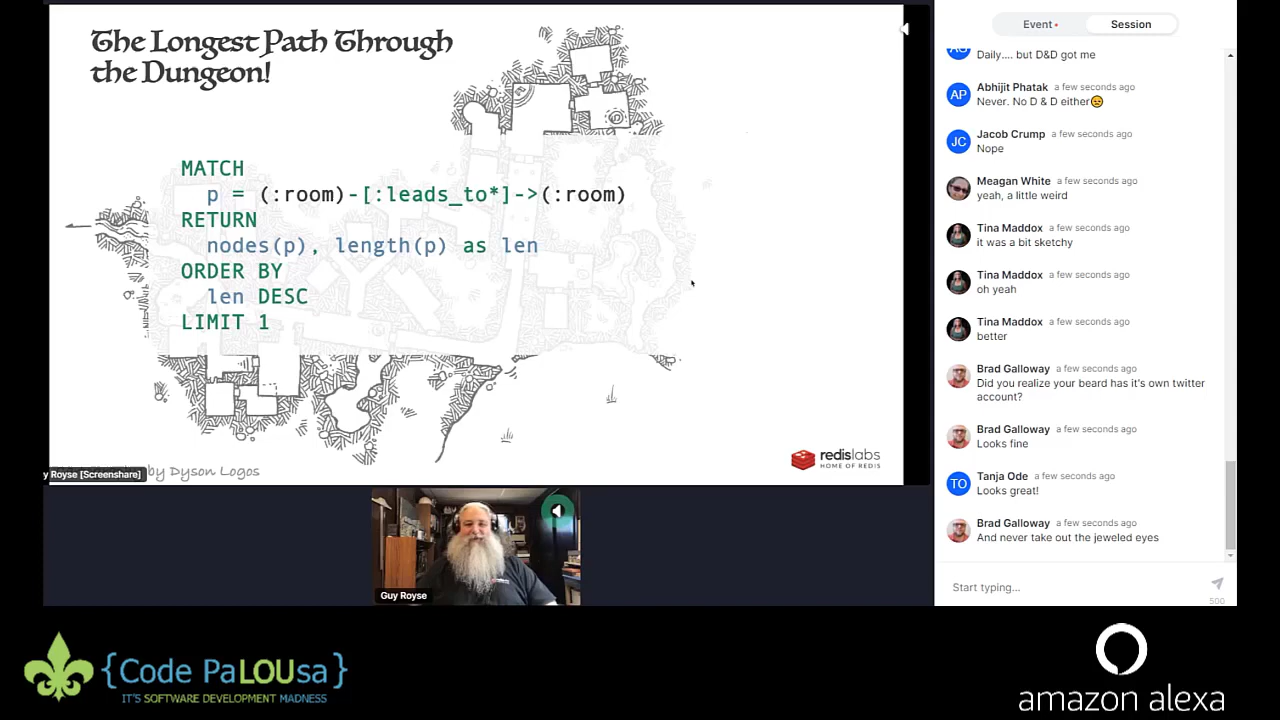 The Longest Path Through
the Dungeon!
MATCH
p = (:room)-[:leads_to*]->(:room)
RETURN
nodes(p), length(p) as len
ORDER BY
len DESC
LIMIT 1
by Dyson Logos
y Royse [Screenshare]
redislabs
HOME OF REDIS
Guy Royse
Event
Session
Daily.... but D&D got me
AP
Abhijit Phatak a few seconds ago
Never. No D & D either😣
JC
Jacob Crump a few seconds ago
Nope
Meagan White a few seconds ago
yeah, a little weird
Tina Maddox a few seconds ago
it was a bit sketchy
Tina Maddox a few seconds ago
oh yeah
Tina Maddox a few seconds ago
better
Brad Galloway a few seconds ago
Did you realize your beard has it's own twitter
account?
Brad Galloway a few seconds ago
Looks fine
TO
Tanja Ode a few seconds ago
Looks great!
Brad Galloway a few seconds ago
And never take out the jeweled eyes
Start typing...
500
{Code PaLOUsa}
IT'S SOFTWARE DEVELOPMENT MADNESS
amazon alexa